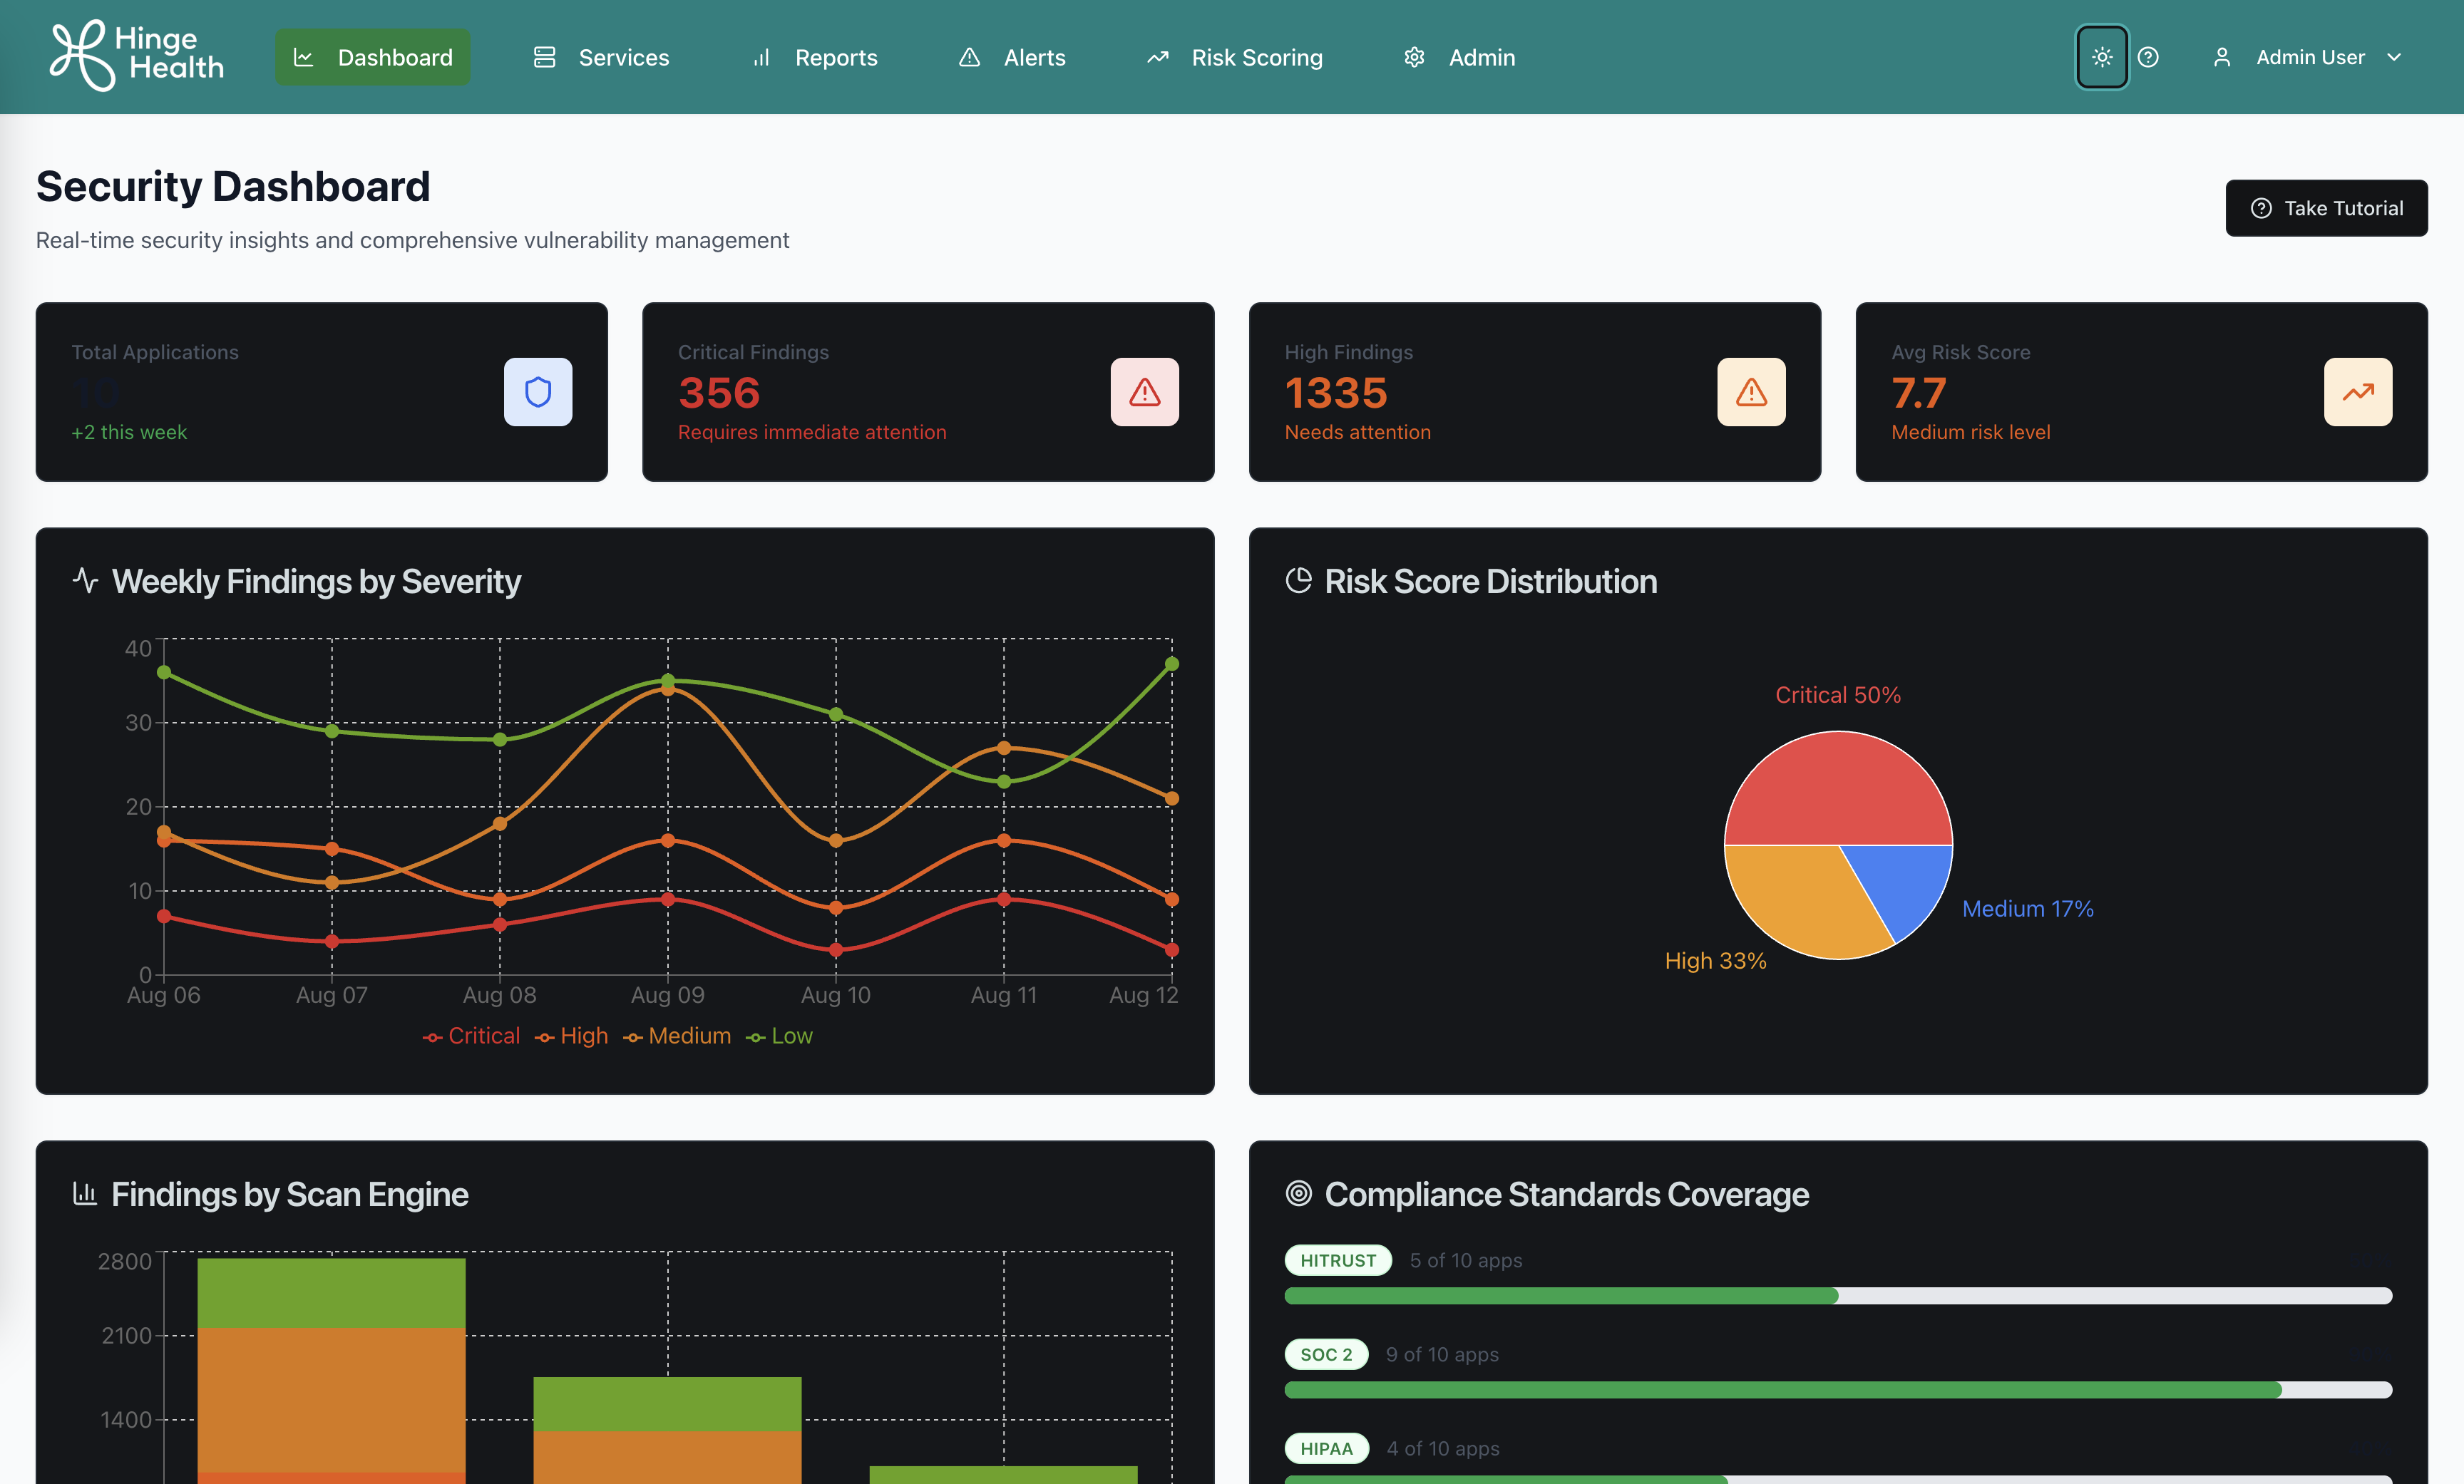 Hinge
Health
Dashboard
Services
Reports
Alerts
Risk Scoring
Admin
Admin User
Security Dashboard
Real-time security insights and comprehensive vulnerability management
Take Tutorial
Total Applications
10
+2 this week
Critical Findings
356
Requires immediate attention
High Findings
1335
Needs attention
Avg Risk Score
7.7
Medium risk level
Weekly Findings by Severity
40
30
20
10
0
Aug 06
Aug 07
Aug 08
Aug 09
Aug 10
Aug 11
Aug 12
Critical
High
Medium
Low
Risk Score Distribution
Critical 50%
Medium 17%
High 33%
Findings by Scan Engine
2800
2100
1400
Compliance Standards Coverage
HITRUST 5 of 10 apps
SOC 2 9 of 10 apps
HIPAA 4 of 10 apps